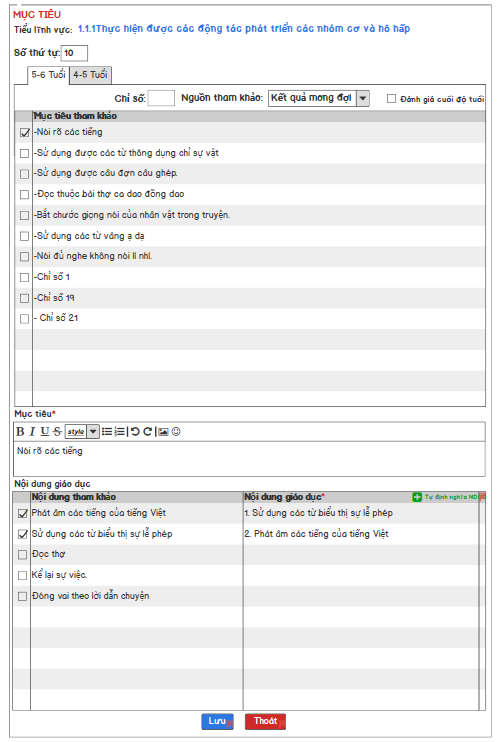 MỤC TIÊU
Tiểu lĩnh vực: 1.1.1Thực hiện được các động tác phát triển các nhóm cơ và hô hấp
Số thứ tự: 10
5-6 Tuổi 4-5 Tuổi
Chỉ số: Nguồn tham khảo: Kết quả mong đợi Đánh giá cuối độ tuổi
Mục tiêu tham khảo
-Nói rõ các tiếng
-Sử dụng được các từ thông dụng chỉ sự vật
-Sử dụng được câu đơn câu ghép.
-Đọc thuộc bài thơ ca dao đồng dao
-Bắt chước giọng nói của nhân vật trong truyện.
-Sử dụng các từ vâng ạ dạ
-Nói đủ nghe không nói lí nhí.
-Chỉ số 1
-Chỉ số 19
- Chỉ số 21
Mục tiêu*
B I U S style
Nói rõ các tiếng
Nội dung giáo dục
Nội dung tham khảo Nội dung giáo dục* Tự định nghĩa
Phát âm các tiếng của tiếng Việt 1. Sử dụng các từ biểu thị sự lễ phép
Sử dụng các từ biểu thị sự lễ phép 2. Phát âm các tiếng của tiếng Việt
Đọc thơ
Kể lại sự việc.
Đóng vai theo lời dẫn chuyện
Lưu Thoát